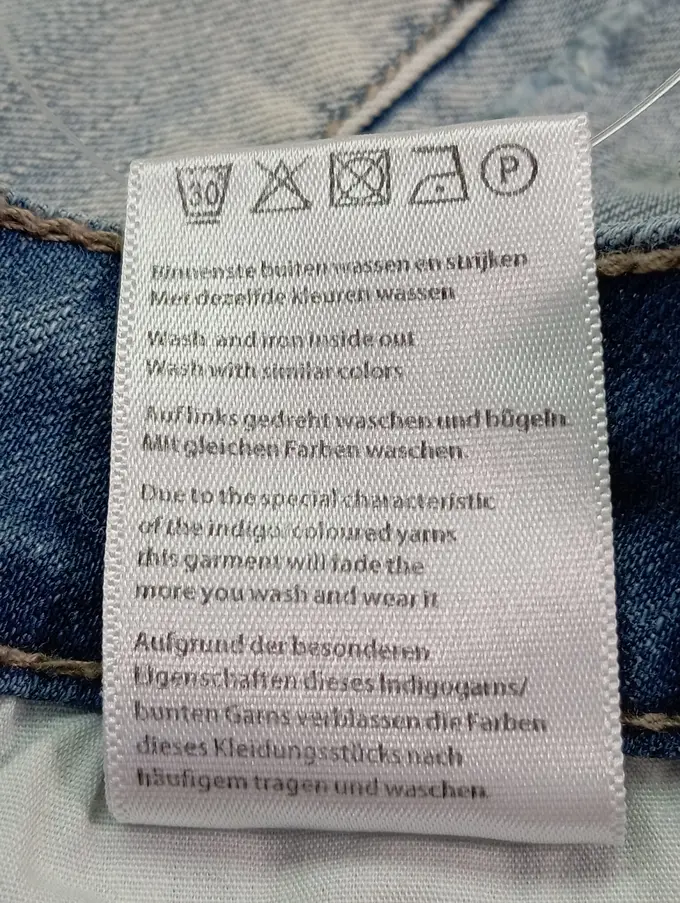 30
P
Binnenste buiten wassen en strijken
Met dezelfde kleuren wassen
Wash and iron inside out
Wash with similar colors
Auf links gedreht waschen und bügeln
Mit gleichen Farben waschen.
Due to the special characteristic
of the indigo/coloured yarns
this garment will fade the
more you wash and wear it
Aufgrund der besonderen
Eigenschaften dieses Indigogarns/
bunten Garns verblassen die Farben
dieses Kleidungsstücks nach
häufigem tragen und waschen.